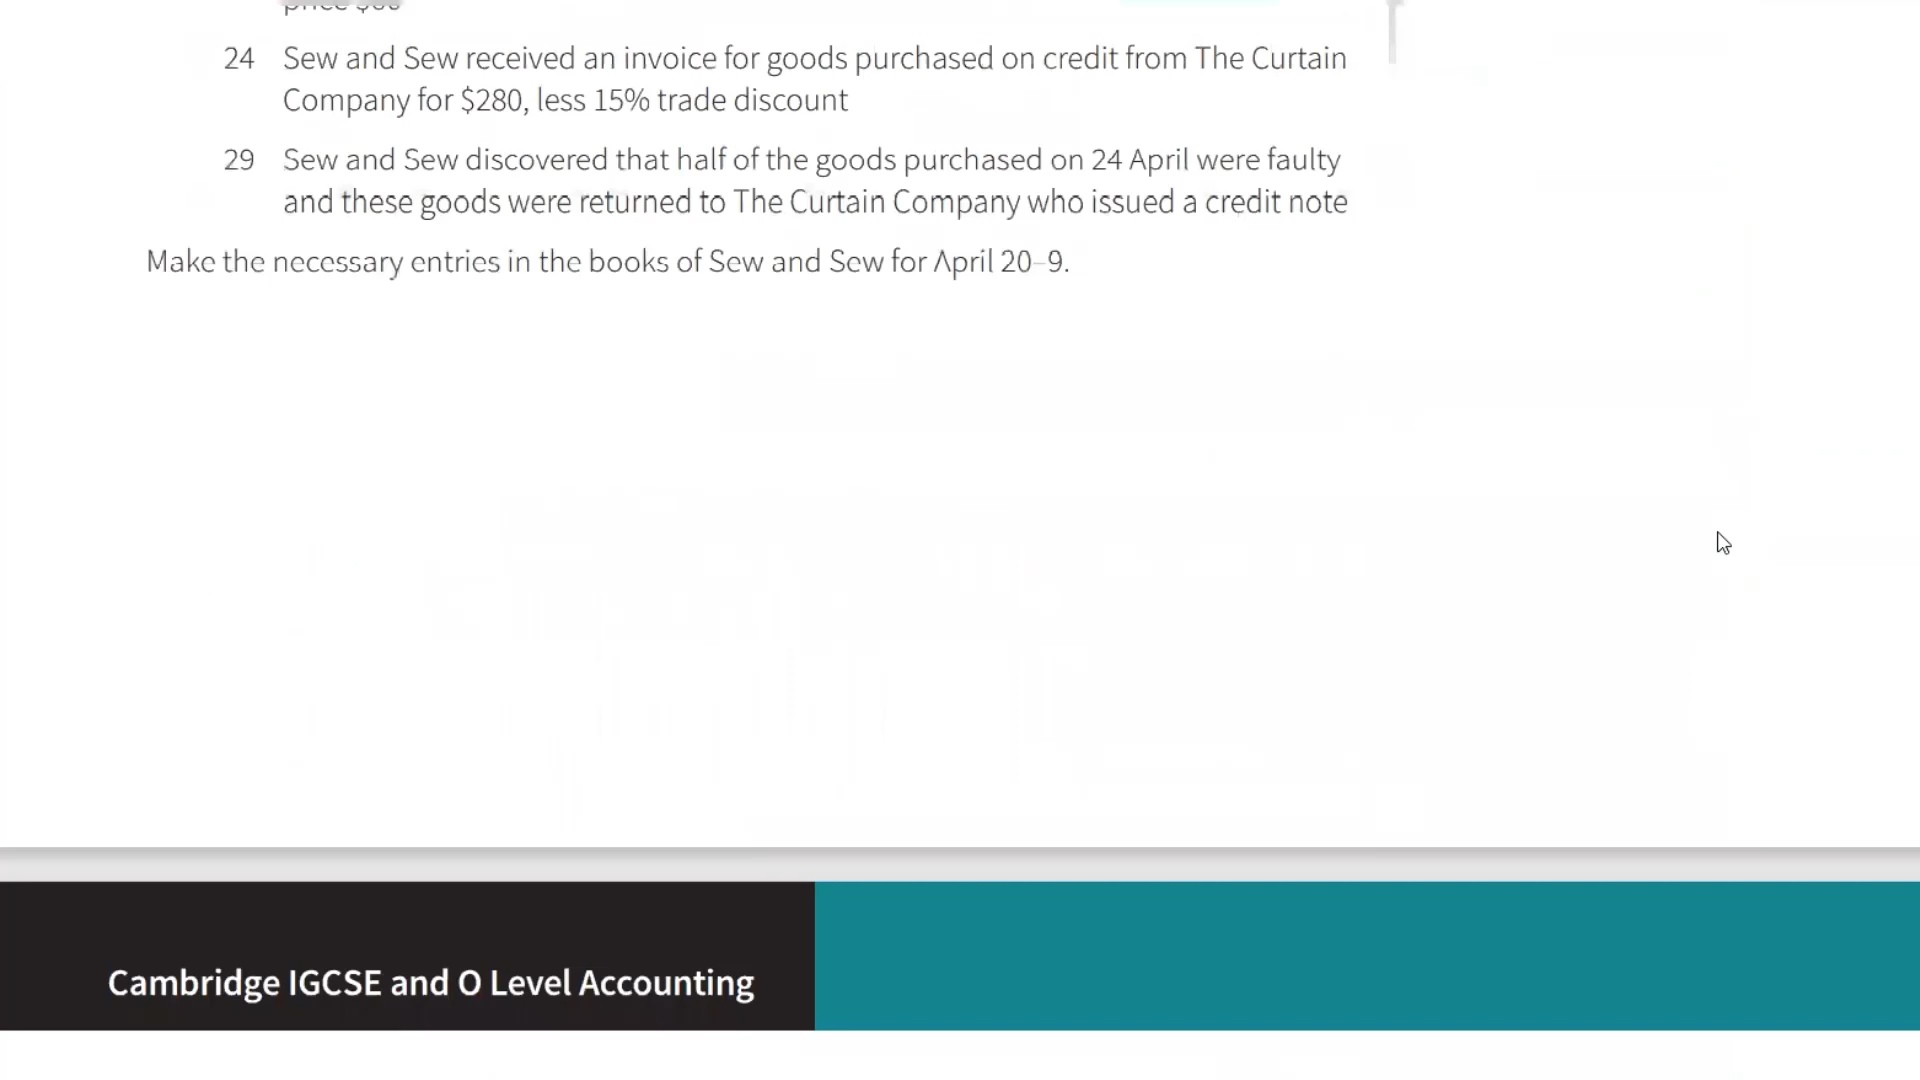 24 Sew and Sew received an invoice for goods purchased on credit from The Curtain
Company for $280, less 15% trade discount
29 Sew and Sew discovered that half of the goods purchased on 24 April were faulty
and these goods were returned to The Curtain Company who issued a credit note
Make the necessary entries in the books of Sew and Sew for April 20–9.
Cambridge IGCSE and O Level Accounting